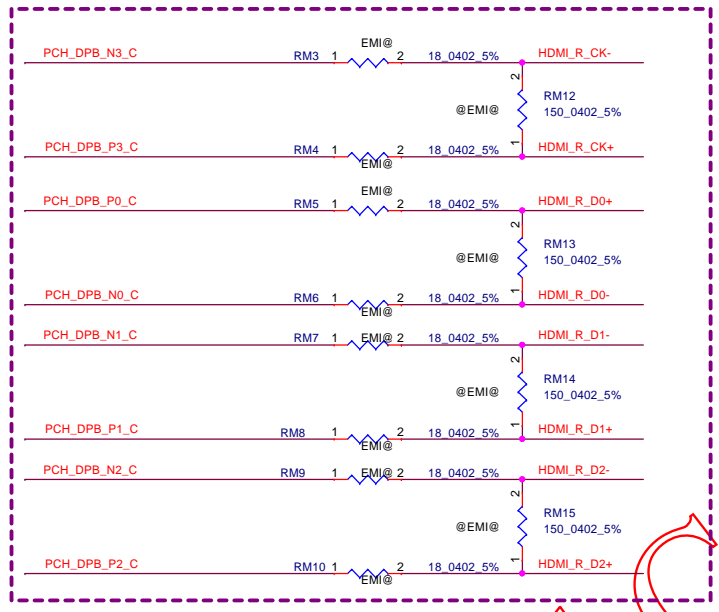 EMI@
PCH_DPB_N3_C RM3 1 2 18_0402_5% HDMI_R_CK-
2
RM12
@EMI@ 150_0402_5%
1
PCH_DPB_P3_C RM4 1 2 18_0402_5% HDMI_R_CK+
EMI@
EMI@
PCH_DPB_P0_C RM5 1 2 18_0402_5% HDMI_R_D0+
2
RM13
@EMI@ 150_0402_5%
1
PCH_DPB_N0_C RM6 1 2 18_0402_5% HDMI_R_D0-
EMI@
PCH_DPB_N1_C RM7 1 EMI@ 2 18_0402_5% HDMI_R_D1-
2
RM14
@EMI@ 150_0402_5%
1
PCH_DPB_P1_C RM8 1 2 18_0402_5% HDMI_R_D1+
EMI@
PCH_DPB_N2_C RM9 1 EMI@ 2 18_0402_5% HDMI_R_D2-
2
RM15
@EMI@ 150_0402_5%
1
PCH_DPB_P2_C RM10 1 2 18_0402_5% HDMI_R_D2+
EMI@